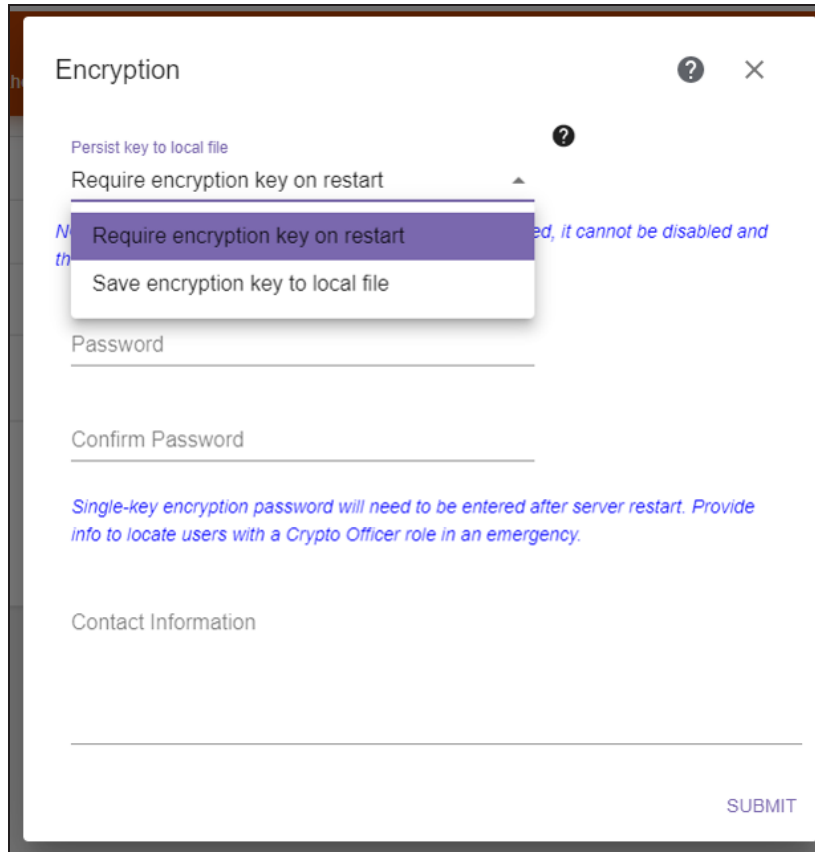 Encryption
Persist key to local file
Require encryption key on restart
Require encryption key on restart
ed, it cannot be disabled and
th
Save encryption key to local file
Password
Confirm Password
Single-key encryption password will need to be entered after server restart. Provide
info to locate users with a Crypto Officer role in an emergency.
Contact Information
SUBMIT